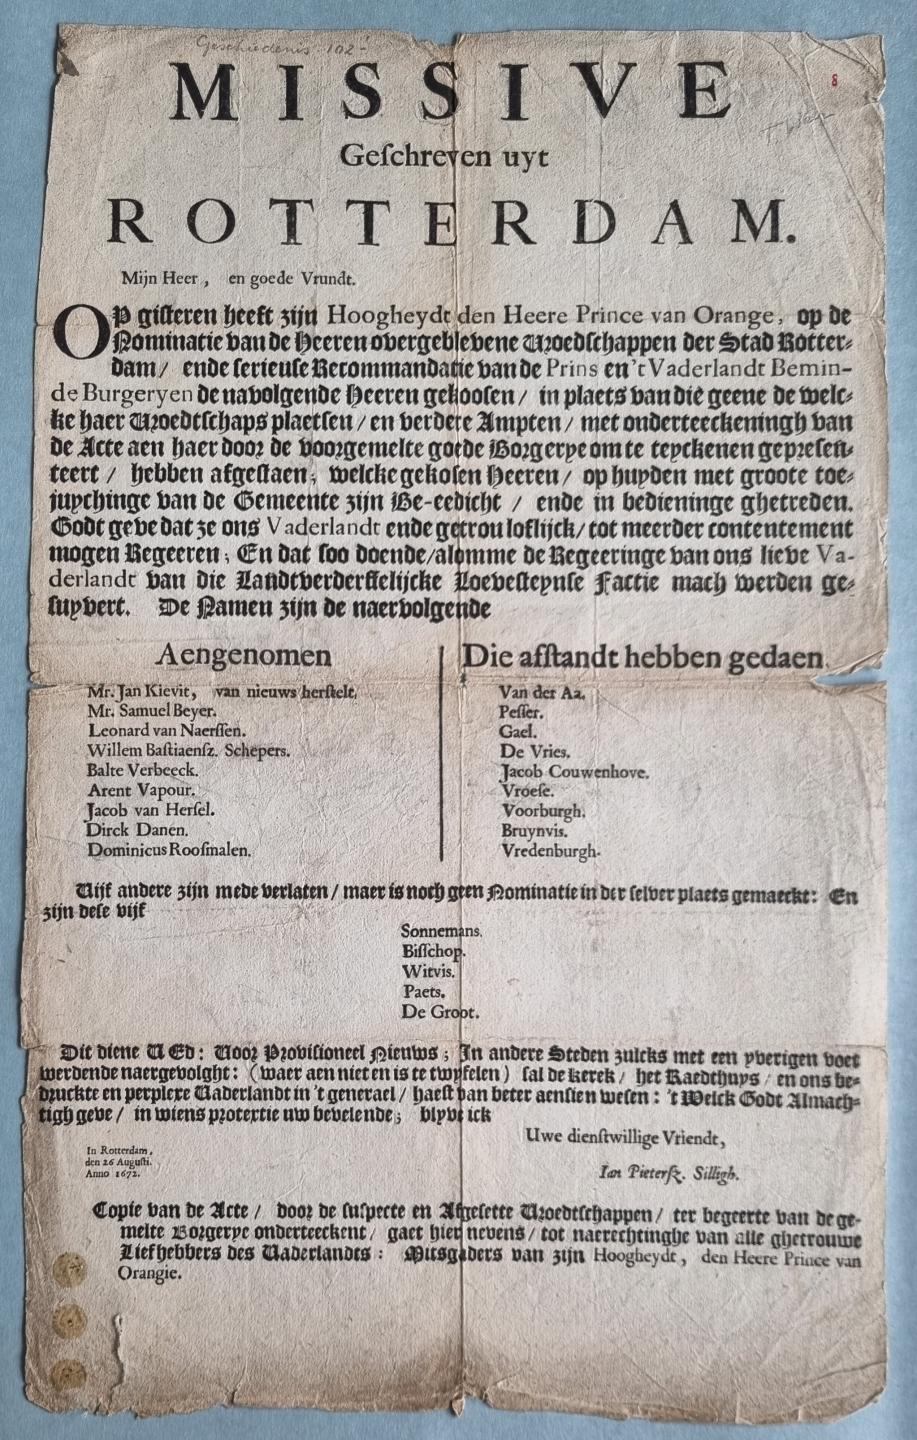 Geschiedenis 102
8
MISSIVE
Geſchreven uyt
ROTTERDAM.
Mijn Heer, en goede Vrundt.
OP giſteren heeft zijn Hoogheydt den Heere Prince van Orange, op de
Nominatie van de Heeren overgeblevene Vroedtſchappen der Stad Rotter-
dam / ende ſerieuſe Recommandatie van de Prins en 't Vaderlandt Bemin-
de Burgeryen de navolgende Heeren gekooſen / in plaets van die geene de welc-
ke haer Vroedtſchaps plaetſen / en verdere Ampten / met onderteeckeningh van
de Acte aen haer door de voorgemelte goede Borgerye om te teyckenen gepreſen-
teert / hebben afgeſtaen; welcke gekoſen Heeren / op huyden met groote toe-
juychinge van de Gemeente zijn Be-eedicht / ende in bedieninge ghetreden.
Godt geve dat ze ons Vaderlandt ende getrou loflijck / tot meerder contentement
mogen Regeeren; En dat ſoo doende / alomme de Regeeringe van ons lieve Va-
derlandt van die Landtverderffelijcke Loeveſteynſe Factie mach werden ge-
ſuyvert. De Namen zijn de naervolgende
Aengenomen
Mr. Jan Kievit, van nieuws herſtelt.
Mr. Samuel Beyer.
Leonard van Naerſſen.
Willem Baſtiaenſz. Schepers.
Balte Verbeeck.
Arent Vapour.
Jacob van Herſel.
Dirck Danen.
Dominicus Rooſmalen.
Die afſtandt hebben gedaen.
Van der Aa.
Peſſer.
Gael.
De Vries.
Jacob Couwenhove.
Vroeſe.
Voorburgh.
Bruynvis.
Vredenburgh.
Vijf andere zijn mede verlaten / maer is noch geen Nominatie in der ſelver plaets gemaeckt: En
zijn deſe vijf
Sonnemans.
Biſſchop.
Witvis.
Paets.
De Groot.
Dit diene U Ed: Voor Proviſioneel Nieuws; In andere Steden zulcks met een yverigen voet
werdende naergevolght: (waer aen niet en is te twyfelen) ſal de kerck / het Raedthuys / en ons be-
druckte en perplexe Vaderlandt in 't generael / haeſt van beter aenſien weſen: 't Welck Godt Almach-
tigh geve / in wiens protectie uw bevelende; blyve ick
Uwe dienſtwillige Vriendt,
Ian Pieterſz. Silligh.
In Rotterdam,
den 26 Auguſti.
Anno 1672.
Copie van de Acte / door de ſuſpecte en Afgeſette Vroedtſchappen / ter begeerte van de ge-
melte Borgerye onderteeckent / gaet hier nevens / tot naerechtinghe van alle ghetrouwe
Liefhebbers des Vaderlandts: Mitsgaders van zijn Hoogheydt, den Heere Prince van
Orangie.